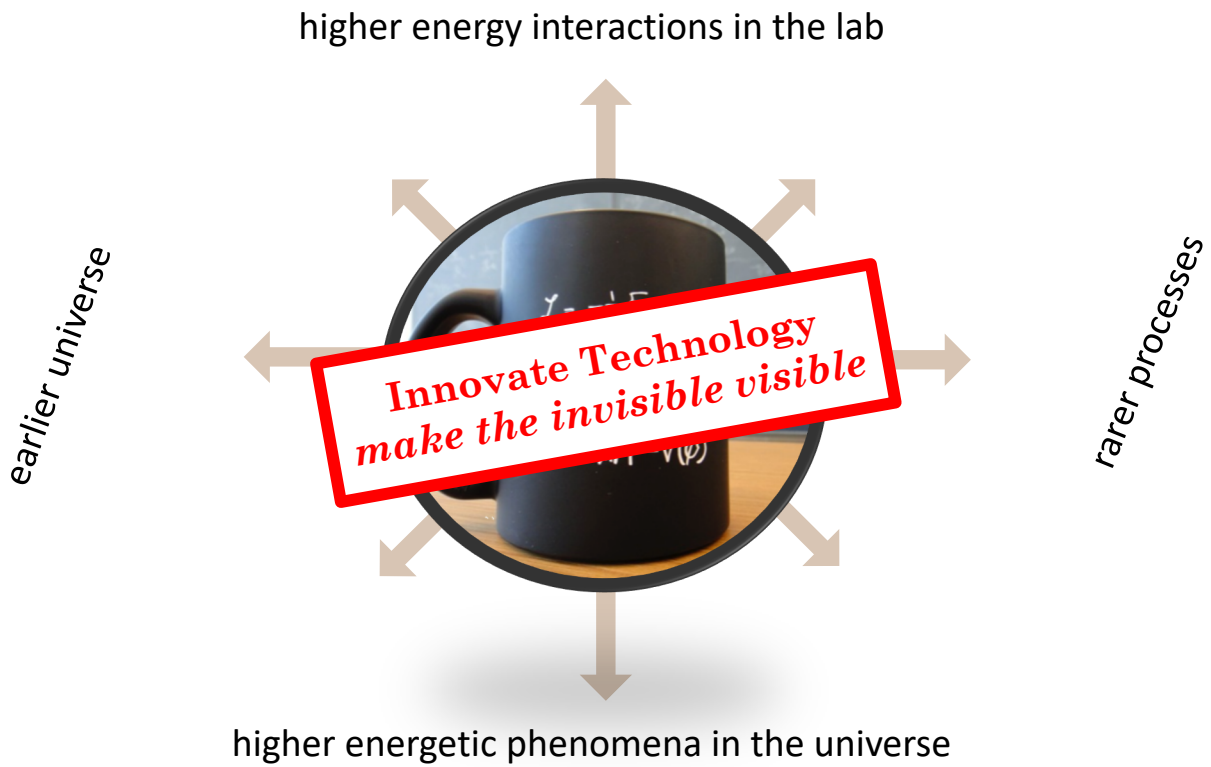 higher energy interactions in the lab
earlier universe
rarer processes
Innovate Technology
make the invisible visible
higher energetic phenomena in the universe